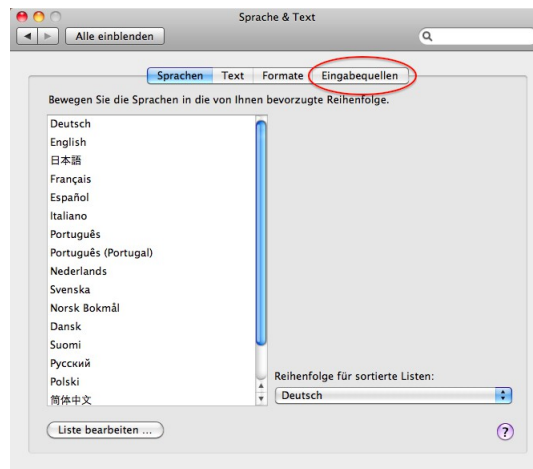 Sprache & Text
Alle einblenden
Sprachen Text Formate Eingabequellen
Bewegen Sie die Sprachen in die von Ihnen bevorzugte Reihenfolge.
Deutsch
English
日本語
Français
Español
Italiano
Português
Português (Portugal)
Nederlands
Svenska
Norsk Bokmål
Dansk
Suomi
Русский
Polski
简体中文
Reihenfolge für sortierte Listen:
Deutsch
Liste bearbeiten ...
?